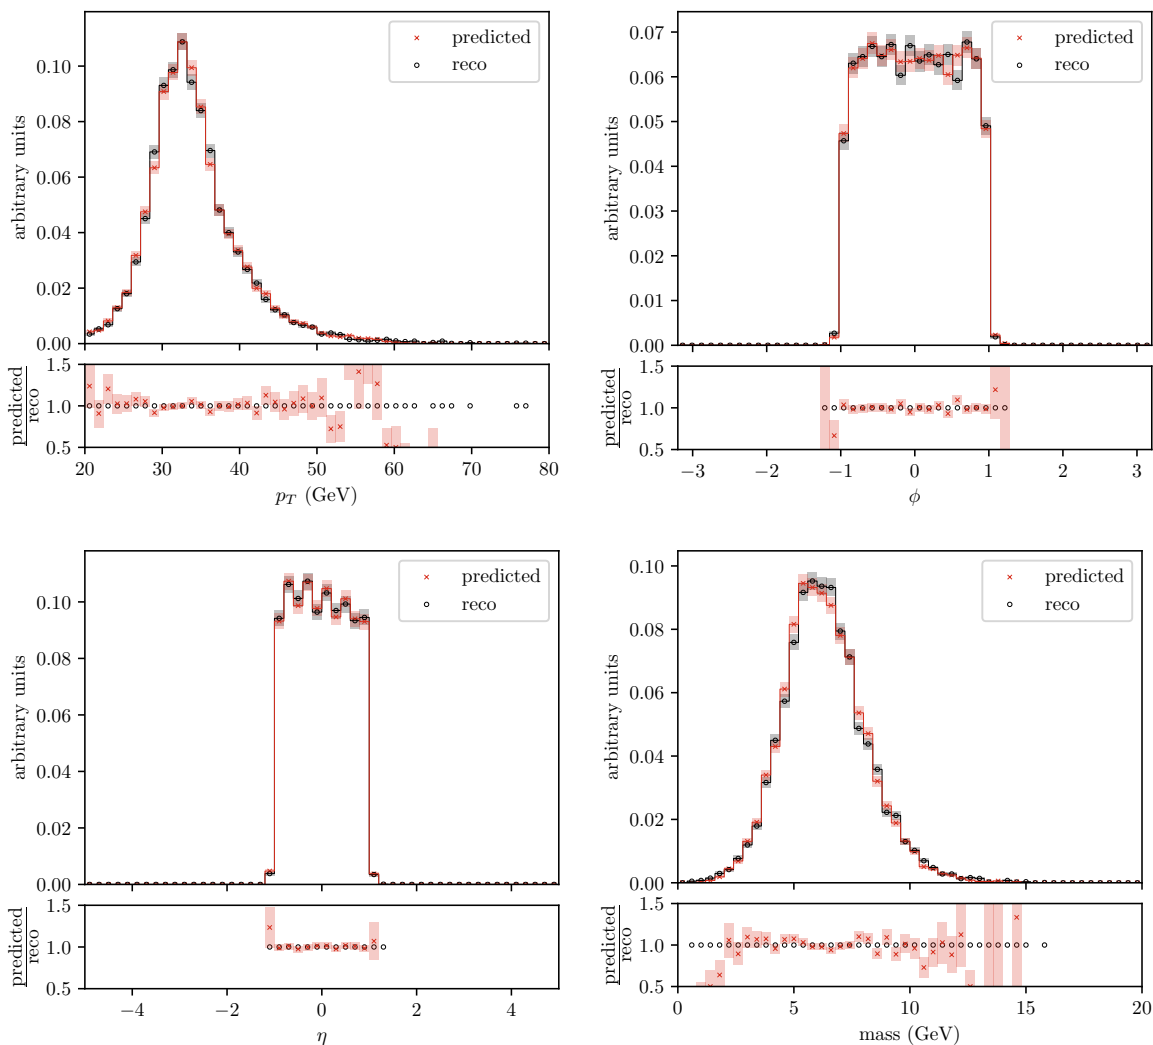 predicted
reco
arbitrary units
0.10
0.08
0.06
0.04
0.02
0.00
predicted
reco
1.5
1.0
0.5
20 30 40 50 60 70 80
p_T (GeV)
predicted
reco
arbitrary units
0.07
0.06
0.05
0.04
0.03
0.02
0.01
0.00
predicted
reco
1.5
1.0
0.5
−3 −2 −1 0 1 2 3
ϕ
predicted
reco
arbitrary units
0.10
0.08
0.06
0.04
0.02
0.00
predicted
reco
1.5
1.0
0.5
−4 −2 0 2 4
η
predicted
reco
arbitrary units
0.10
0.08
0.06
0.04
0.02
0.00
predicted
reco
1.5
1.0
0.5
0 5 10 15 20
mass (GeV)